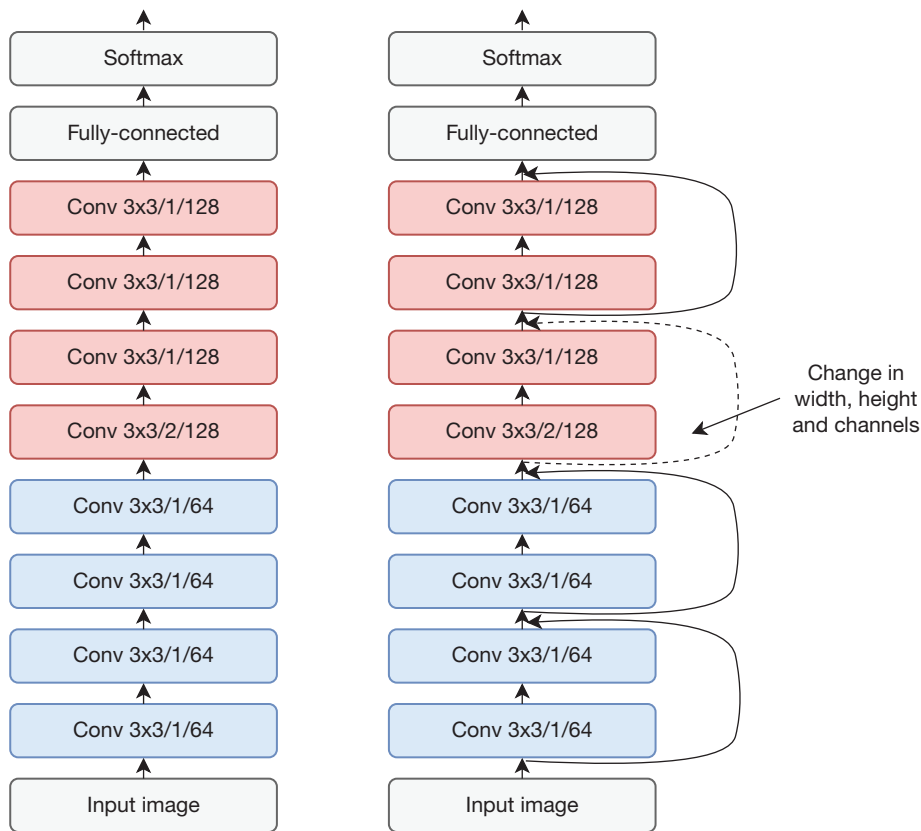 Softmax
Fully-connected
Conv 3x3/1/128
Conv 3x3/1/128
Conv 3x3/1/128
Conv 3x3/2/128
Conv 3x3/1/64
Conv 3x3/1/64
Conv 3x3/1/64
Conv 3x3/1/64
Input image
Softmax
Fully-connected
Conv 3x3/1/128
Conv 3x3/1/128
Conv 3x3/1/128
Conv 3x3/2/128
Conv 3x3/1/64
Conv 3x3/1/64
Conv 3x3/1/64
Conv 3x3/1/64
Input image
Change in
width, height
and channels